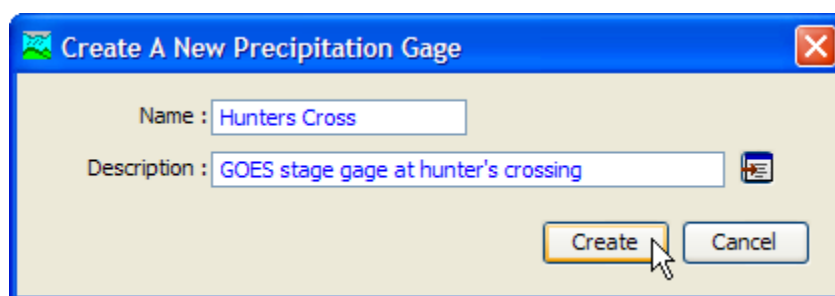 Create A New Precipitation Gage
Name : Hunters Cross
Description : GOES stage gage at hunter's crossing
Create Cancel